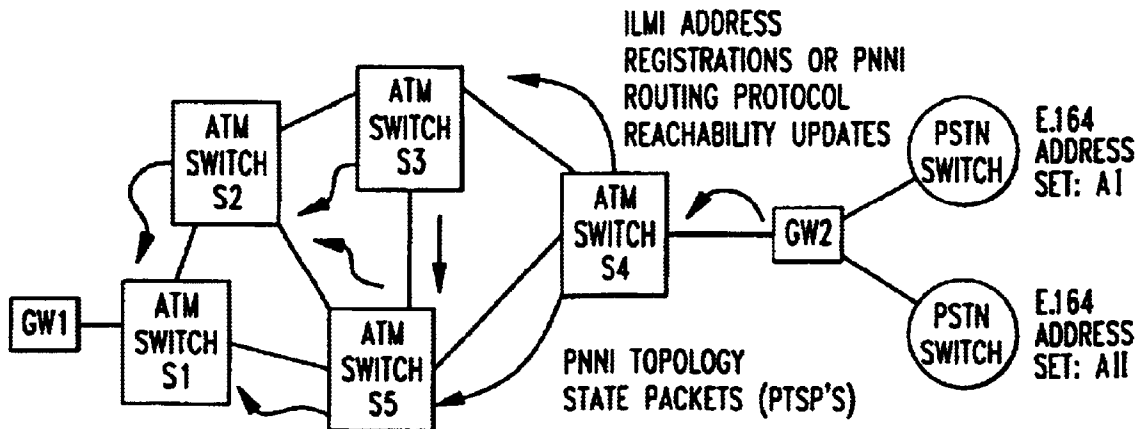 ILMI ADDRESS
REGISTRATIONS OR PNNI
ROUTING PROTOCOL
REACHABILITY UPDATES
ATM
SWITCH
S3
ATM
SWITCH
S2
PSTN
SWITCH
E.164
ADDRESS
SET: AI
ATM
SWITCH
S4
GW2
GW1
ATM
SWITCH
S1
ATM
SWITCH
S5
PSTN
SWITCH
E.164
ADDRESS
SET: AII
PNNI TOPOLOGY
STATE PACKETS (PTSP'S)